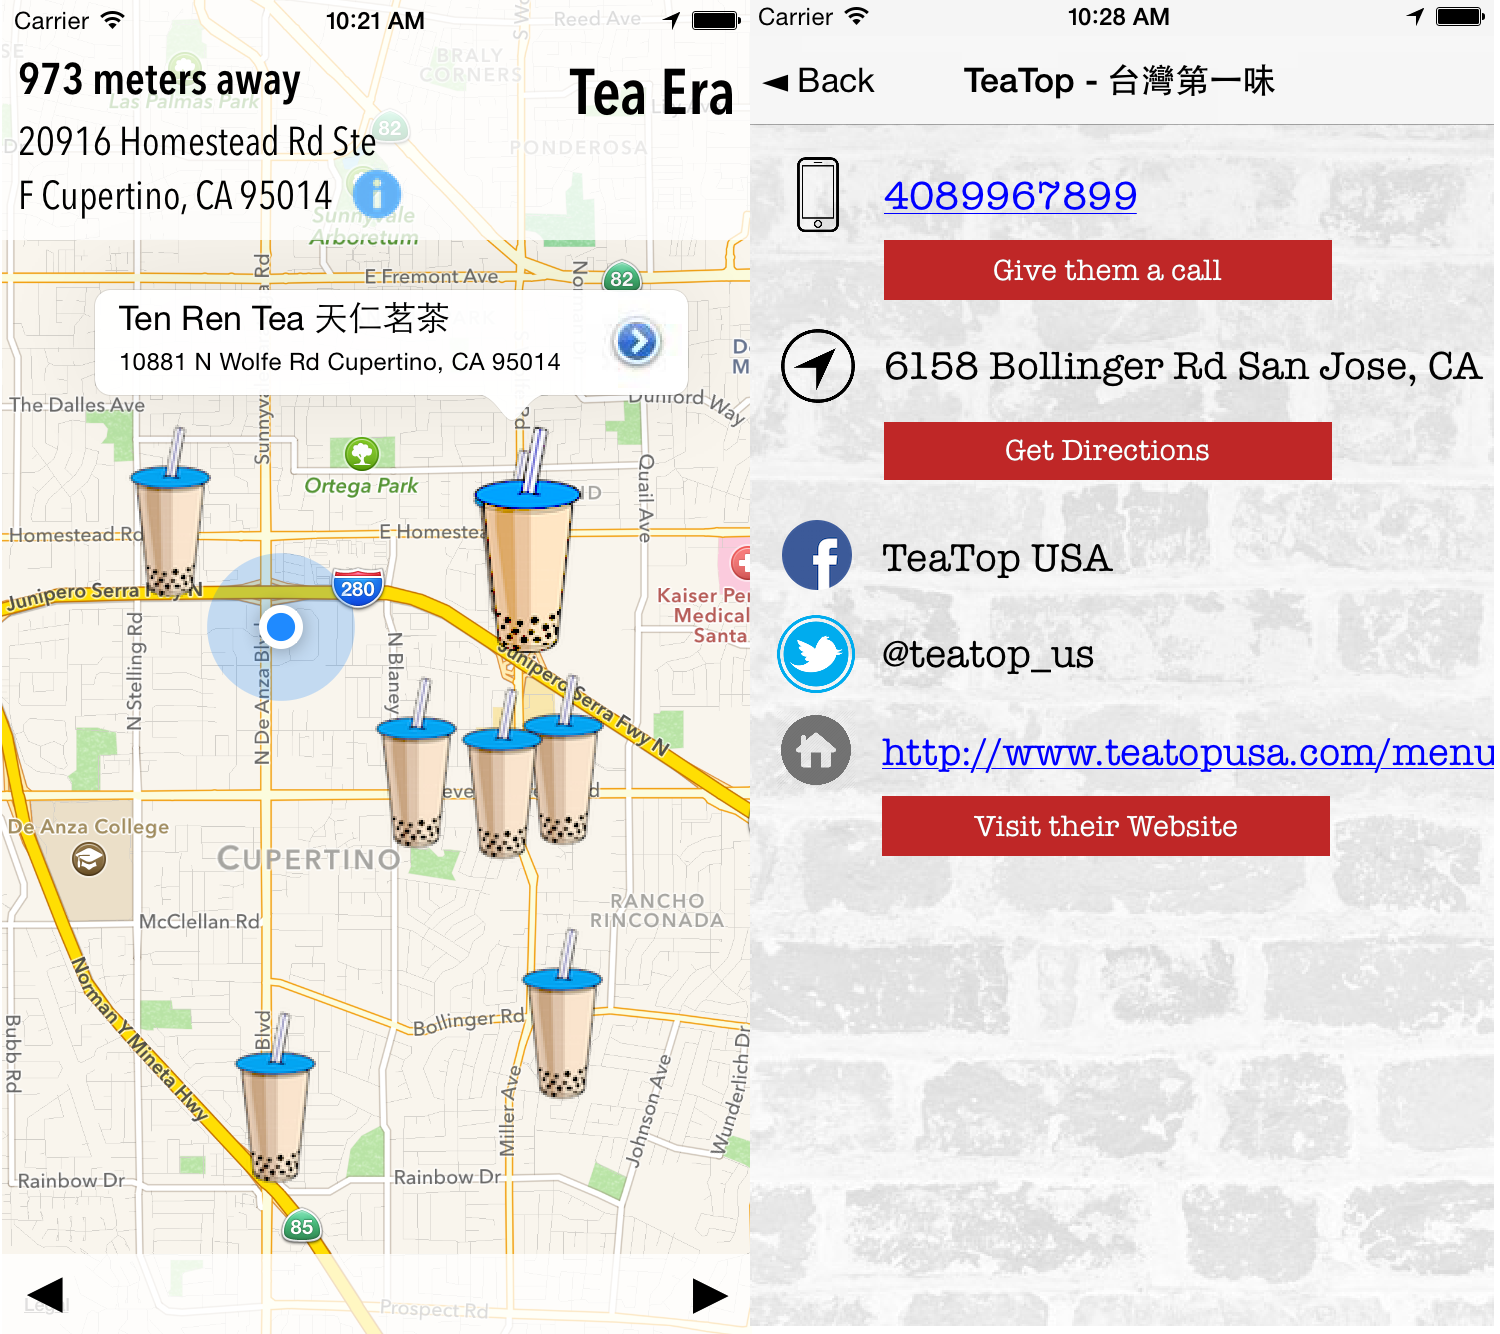 Carrier 10:21 AM
Reed Ave
S Wo
BRALY
CORNERS
973 meters away
Tea Era
Las Palmas Park
82
20916 Homestead Rd Ste
PONDEROSA
F Cupertino, CA 95014
i
Sunnyvale
Arboretum
E Fremont Ave
82
Ten Ren Tea 天仁茗茶
10881 N Wolfe Rd Cupertino, CA 95014
The Dalles Ave
Dunford Way
Ortega Park
Quail Ave
Homestead Rd
E Homestea
Junipero Serra Fwy N
280
Kaiser Per
Medical
Santa
N Stelling Rd
N De Anza Blv
N Blaney
Junipero Serra Fwy N
De Anza College
CUPERTINO
RANCHO
RINCONADA
McClellan Rd
Norman Y Mineta Hwy
Bubb Rd
Blvd
Bollinger Rd
Miller Ave
Johnson Ave
Wunderlich Dr
Rainbow Dr
Rainbow Dr
85
Legal
Prospect Rd
Carrier 10:28 AM
◄ Back
TeaTop - 台灣第一味
4089967899
Give them a call
6158 Bollinger Rd San Jose, CA
Get Directions
TeaTop USA
@teatop_us
http://www.teatopusa.com/menu
Visit their Website